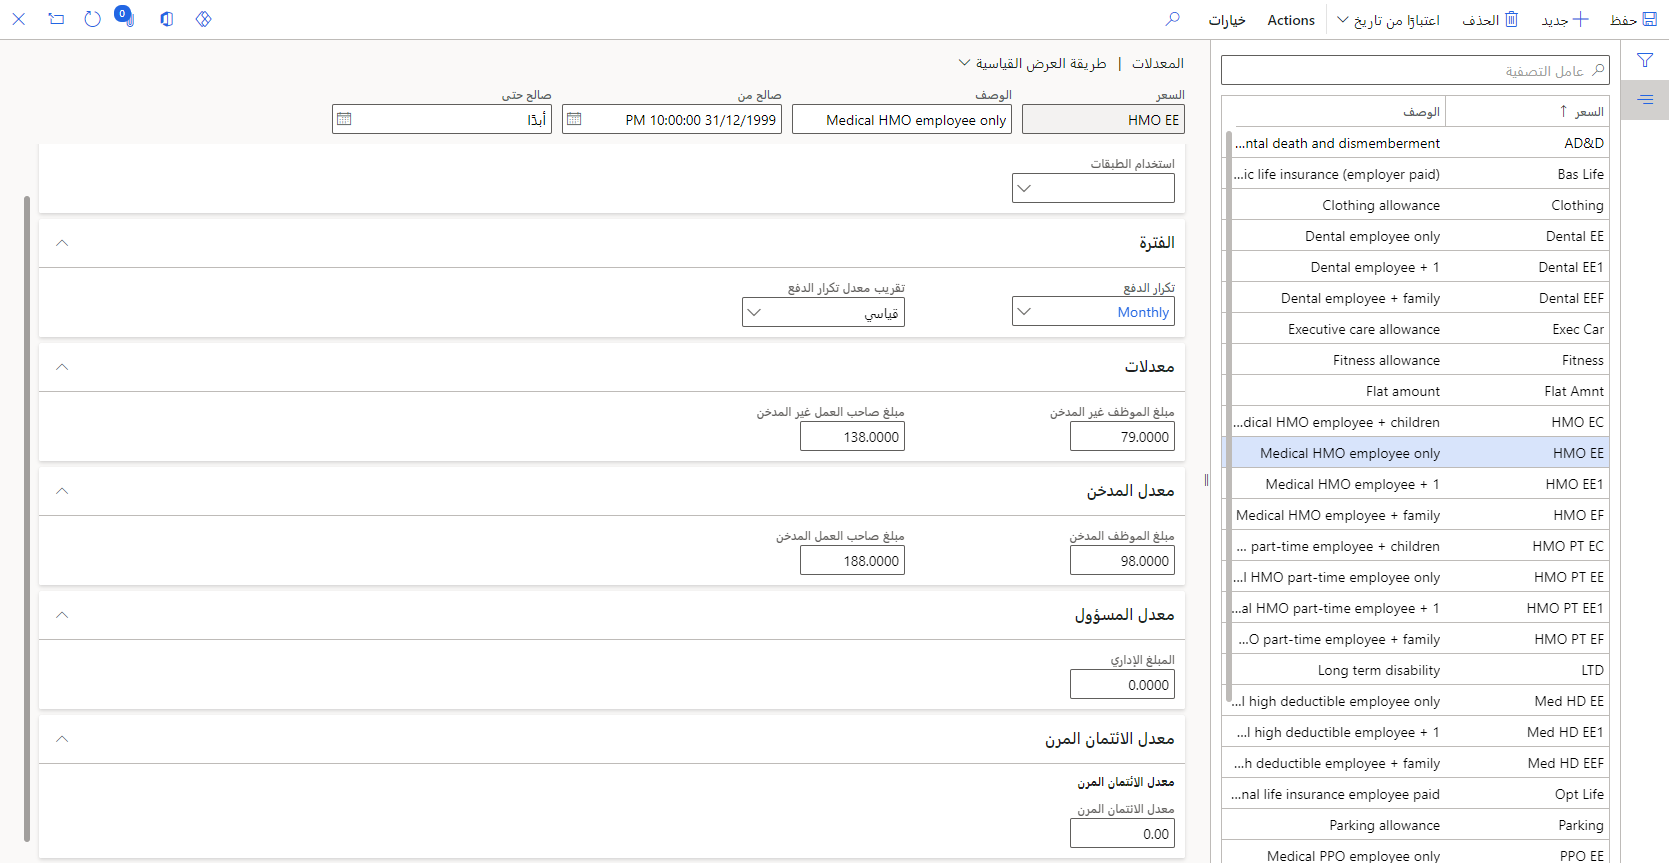 حفظ
جديد
الحذف
اعتبارًا من تاريخ
Actions
خيارات
0
عامل التصفية
السعر
الوصف
AD&D ...ntal death and dismemberment
Bas Life ...ic life insurance (employer paid)
Clothing Clothing allowance
Dental EE Dental employee only
Dental EE1 Dental employee + 1
Dental EEF Dental employee + family
Exec Car Executive care allowance
Fitness Fitness allowance
Flat Amnt Flat amount
HMO EC ...dical HMO employee + children
HMO EE Medical HMO employee only
HMO EE1 Medical HMO employee + 1
HMO EF Medical HMO employee + family
HMO PT EC ... part-time employee + children
HMO PT EE ...l HMO part-time employee only
HMO PT EE1 ...al HMO part-time employee + 1
HMO PT EF ...O part-time employee + family
LTD Long term disability
Med HD EE ...l high deductible employee only
Med HD EE1 ...l high deductible employee + 1
Med HD EEF ...h deductible employee + family
Opt Life ...nal life insurance employee paid
Parking Parking allowance
PPO EE Medical PPO employee only
المعدلات | طريقة العرض القياسية
السعر
HMO EE
الوصف
Medical HMO employee only
صالح من
31/12/1999 10:00:00 PM
صالح حتى
أبدًا
استخدام الطبقات
الفترة
تكرار الدفع
Monthly
تقريب معدل تكرار الدفع
قياسي
معدلات
مبلغ الموظف غير المدخن
79.0000
مبلغ صاحب العمل غير المدخن
138.0000
معدل المدخن
مبلغ الموظف المدخن
98.0000
مبلغ صاحب العمل المدخن
188.0000
معدل المسؤول
المبلغ الإداري
0.0000
معدل الائتمان المرن
معدل الائتمان المرن
معدل الائتمان المرن
0.00